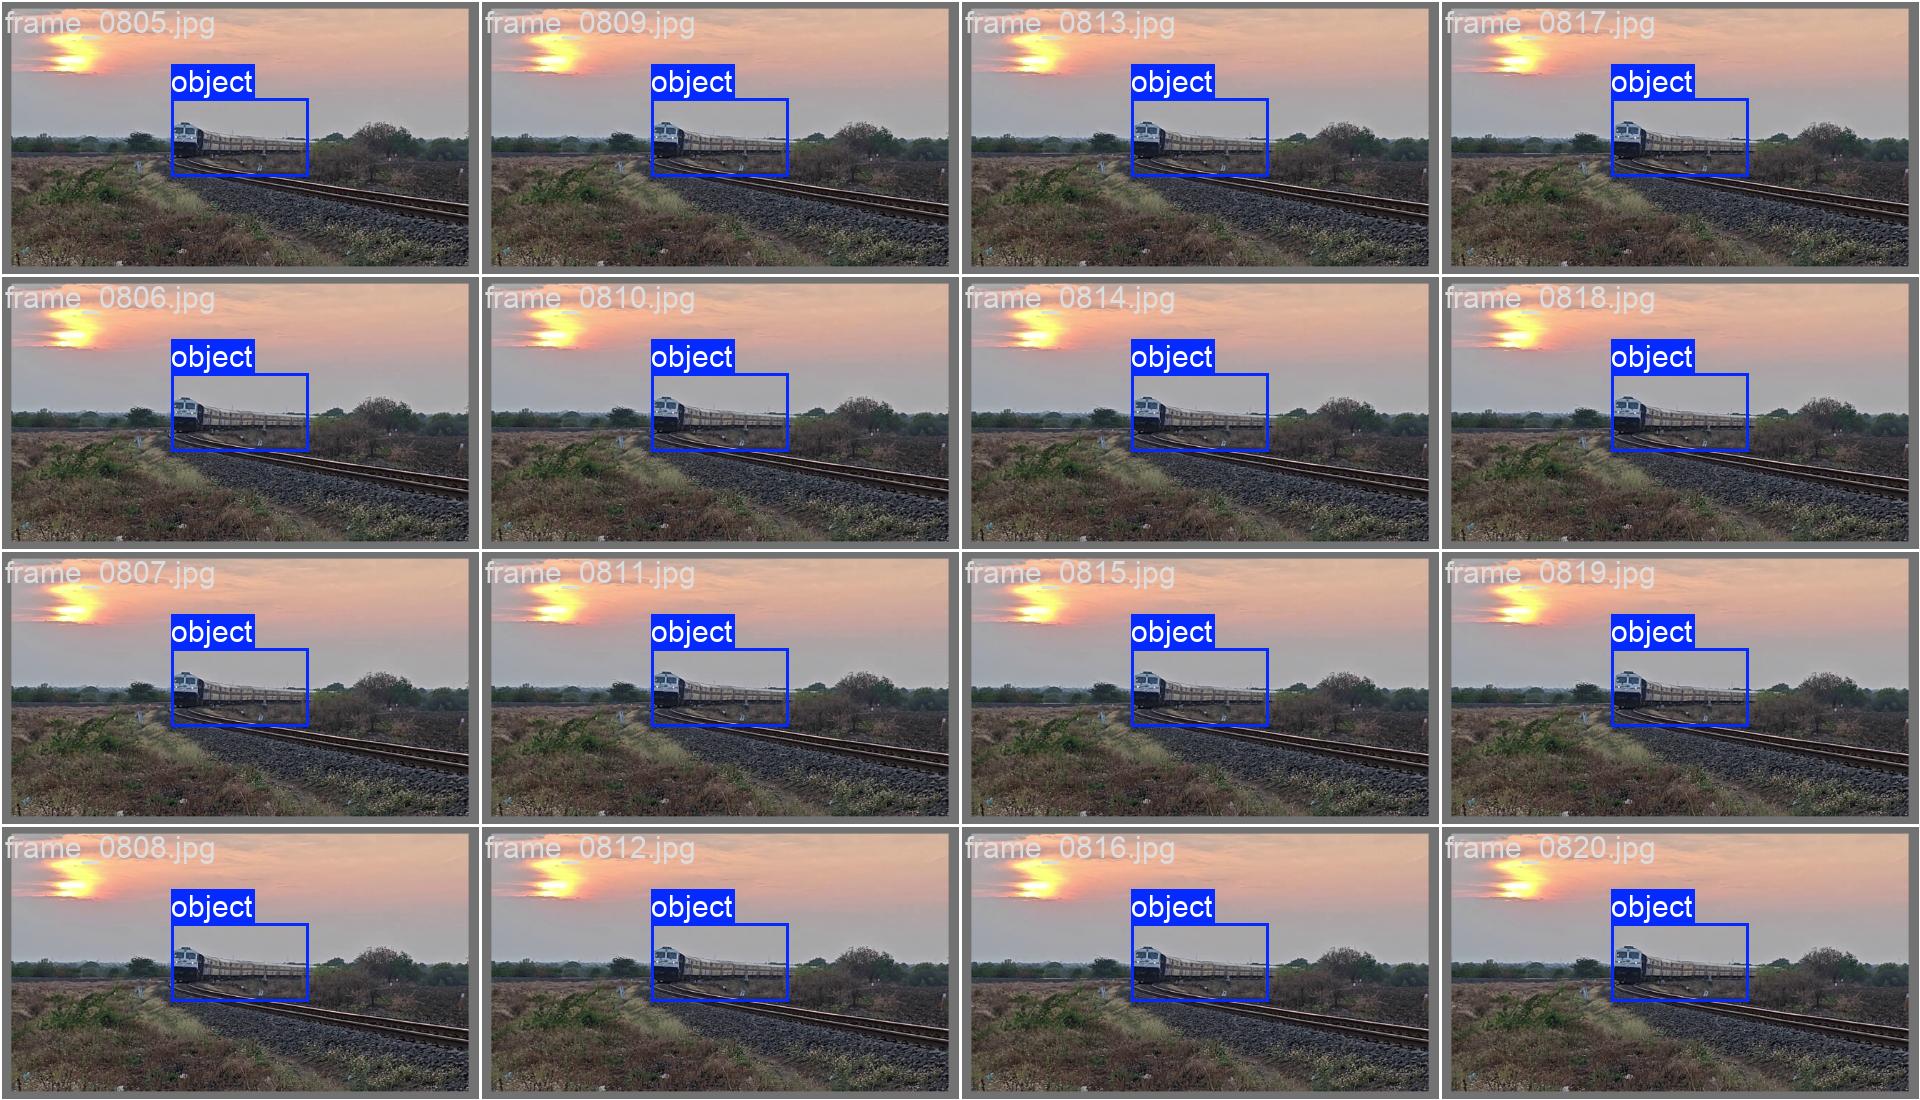 frame_0805.jpg
object
frame_0809.jpg
object
frame_0813.jpg
object
frame_0817.jpg
object
frame_0806.jpg
object
frame_0810.jpg
object
frame_0814.jpg
object
frame_0818.jpg
object
frame_0807.jpg
object
frame_0811.jpg
object
frame_0815.jpg
object
frame_0819.jpg
object
frame_0808.jpg
object
frame_0812.jpg
object
frame_0816.jpg
object
frame_0820.jpg
object